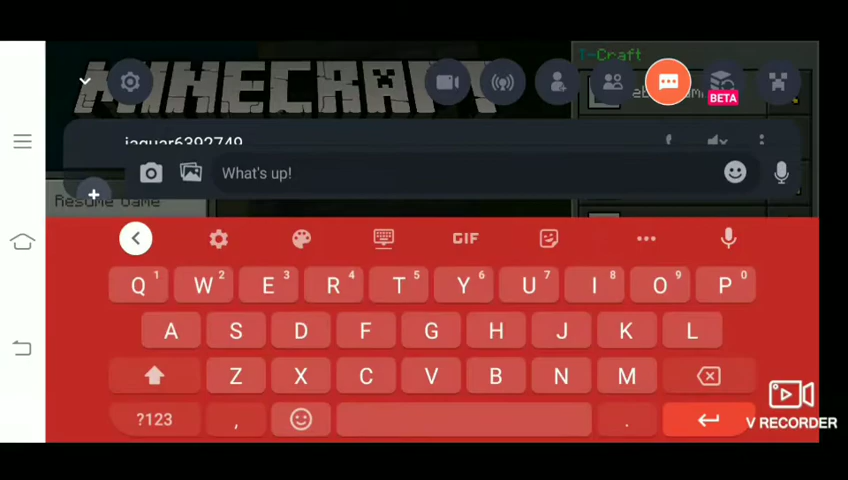 MINECRAFT
T-Craft
BETA
jaguar6392749
What's up!
Resume Game
GIF
Q1 W2 E3 R4 T5 Y6 U7 I8 O9 P0
A S D F G H J K L
Z X C V B N M
?123 , .
V RECORDER